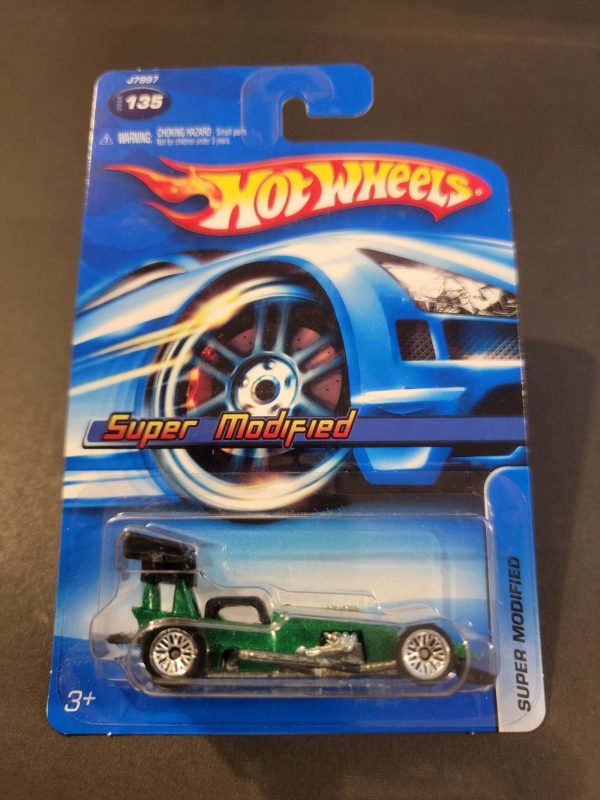 J7997
135
WARNING: CHOKING HAZARD - Small parts
Not for children under 3 years.
HOT WHEELS®
Super Modified
SUPER MODIFIED
3+